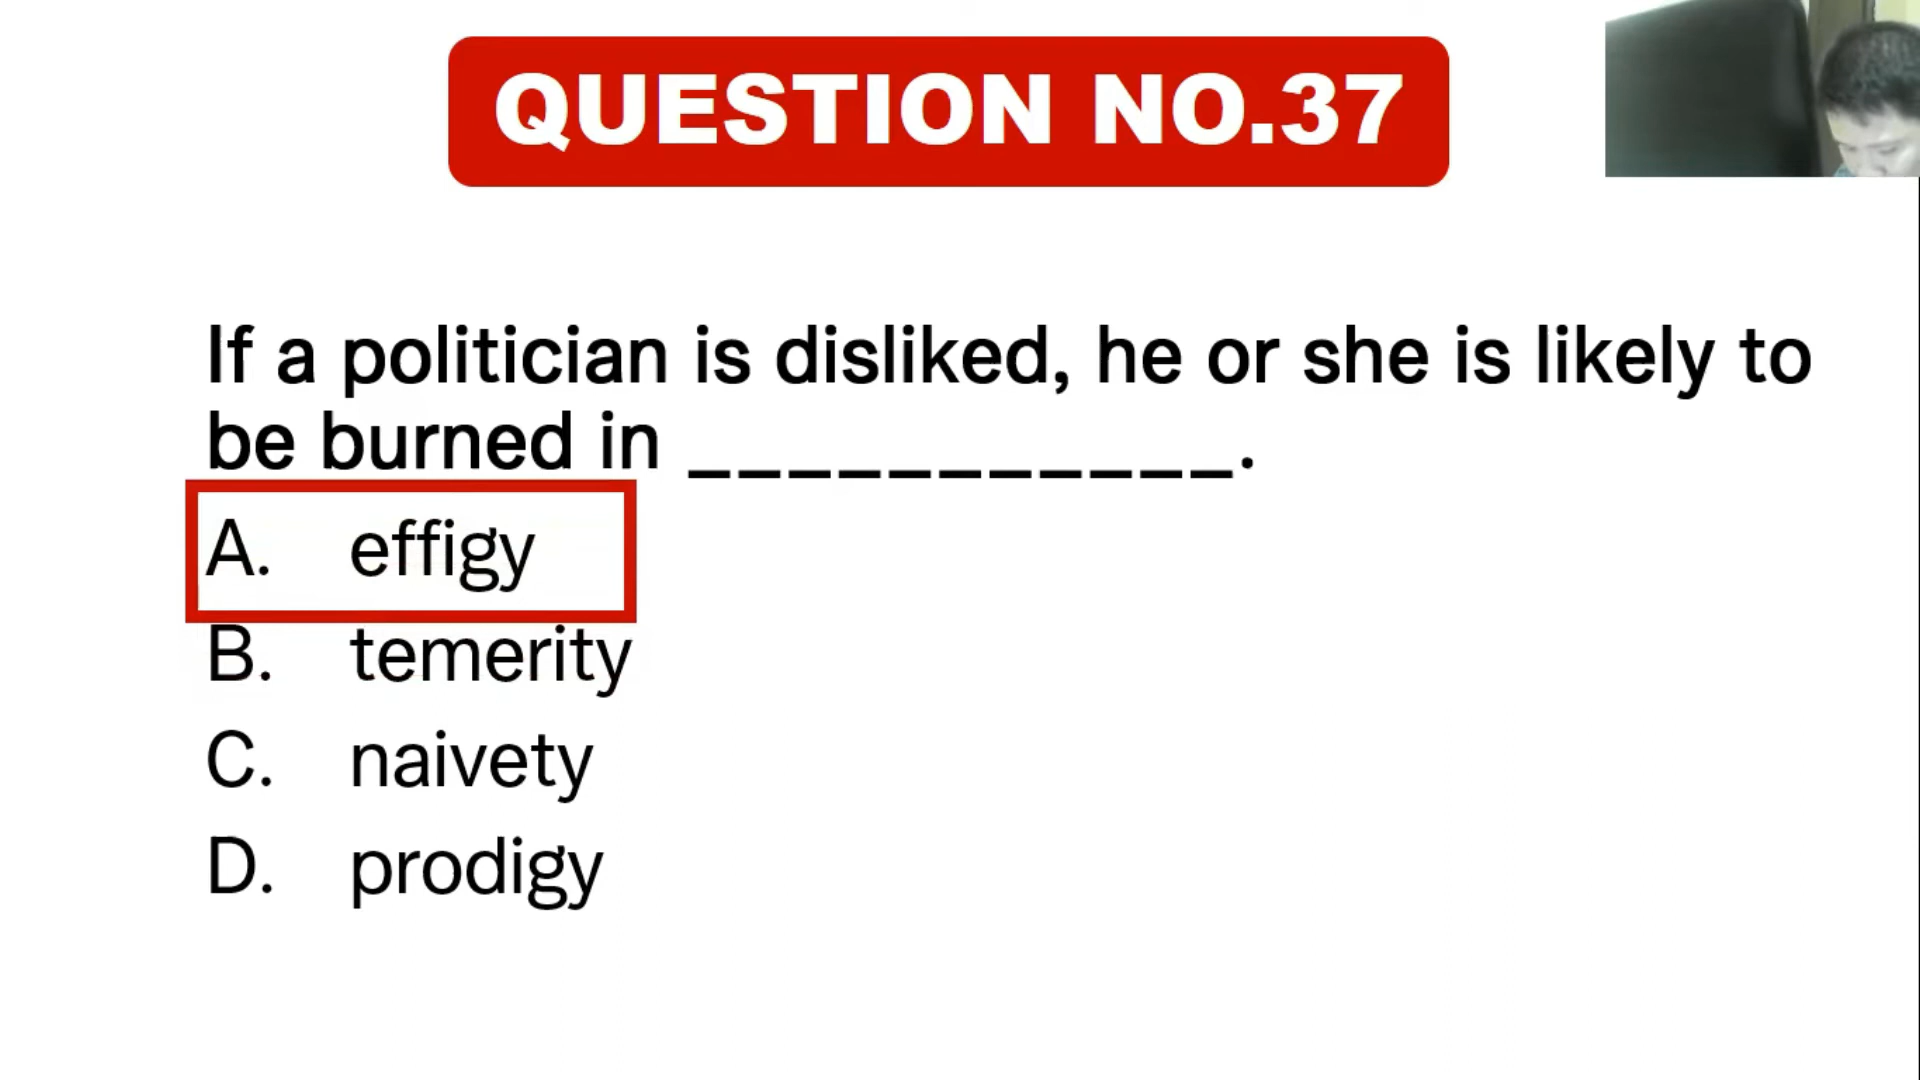 QUESTION NO.37
If a politician is disliked, he or she is likely to
be burned in ___________.
A. effigy
B. temerity
C. naivety
D. prodigy